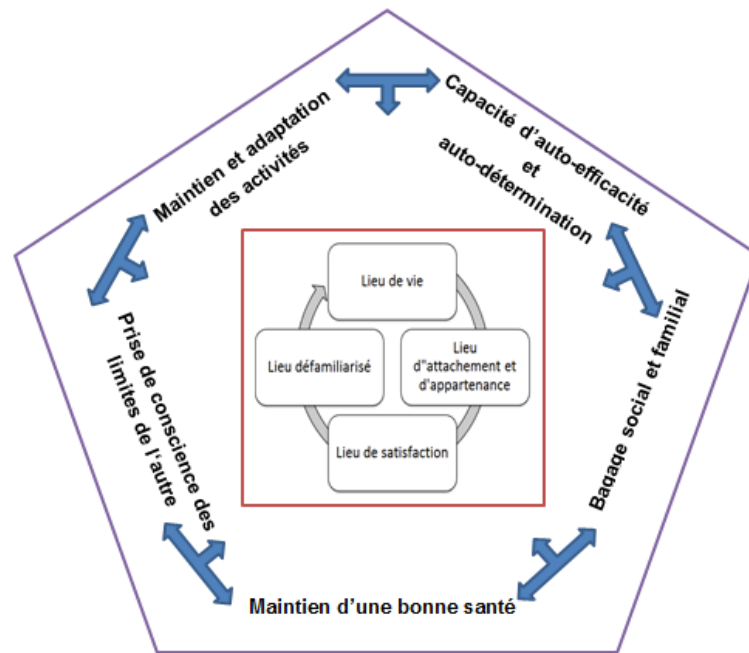 Maintien et adaptation
des activités
Capacité d'auto-efficacité
et
auto-détermination
Lieu de vie
Lieu défamiliarisé
Lieu
d"attachement et
d'appartenance
Lieu de satisfaction
Prise de conscience des
limites de l'autre
Bagage social et familial
Maintien d'une bonne santé